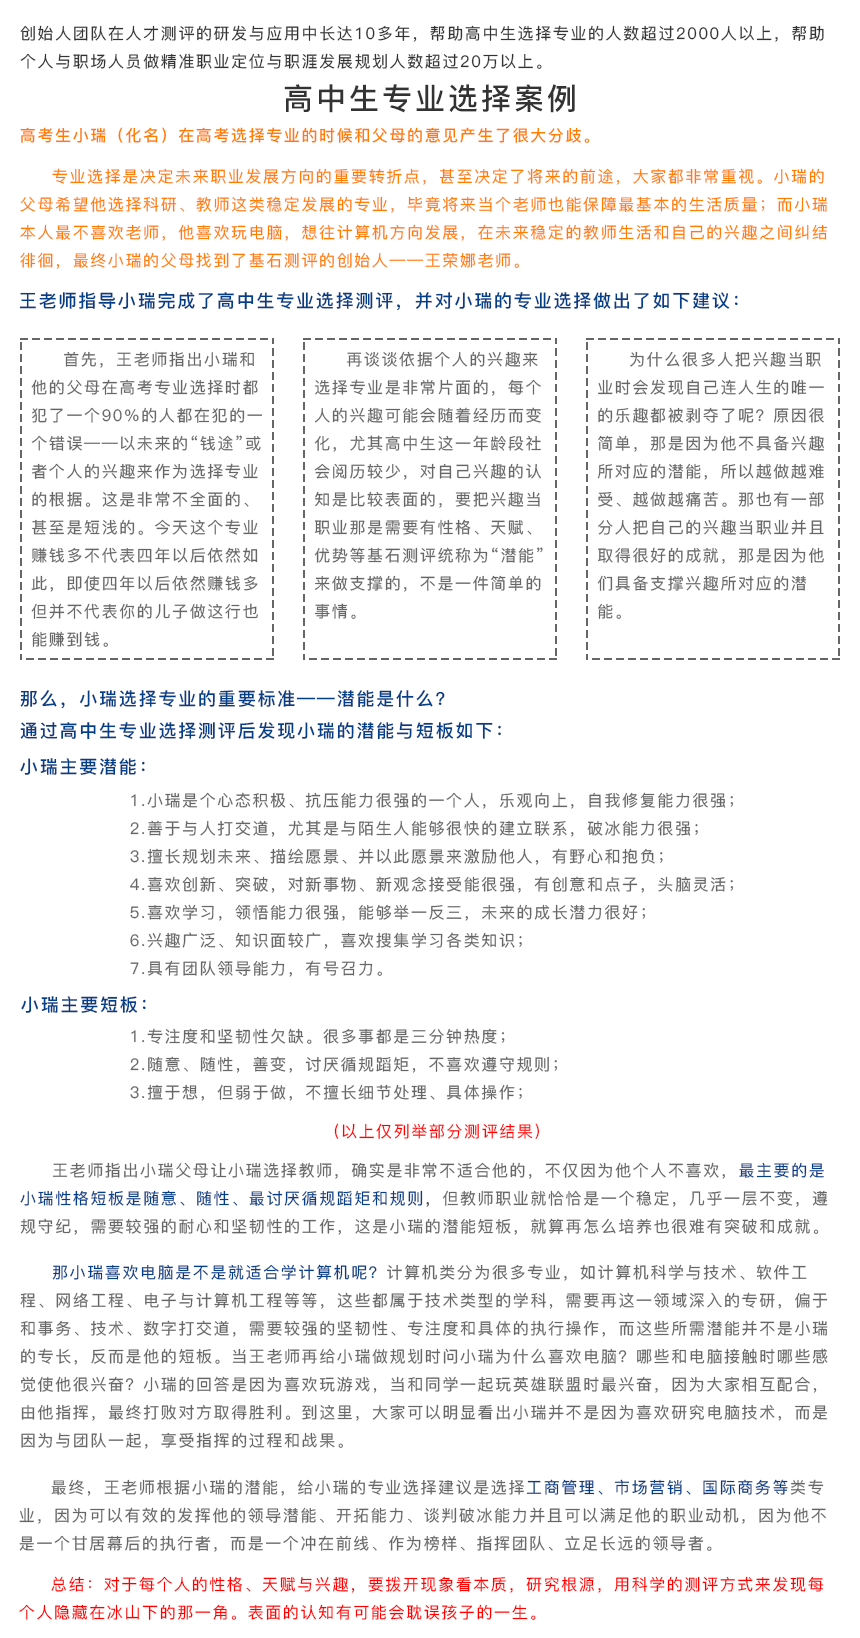 创始人团队在人才测评的研发与应用中长达10多年，帮助高中生选择专业的人数超过2000人以上，帮助
个人与职场人员做精准职业定位与职涯发展规划人数超过20万以上。
高中生专业选择案例
高考生小瑞（化名）在高考选择专业的时候和父母的意见产生了很大分歧。
专业选择是决定未来职业发展方向的重要转折点，甚至决定了将来的前途，大家都非常重视。小瑞的
父母希望他选择科研、教师这类稳定发展的专业，毕竟将来当个老师也能保障最基本的生活质量；而小瑞
本人最不喜欢老师，他喜欢玩电脑，想往计算机方向发展，在未来稳定的教师生活和自己的兴趣之间纠结
徘徊，最终小瑞的父母找到了基石测评的创始人——王荣娜老师。
王老师指导小瑞完成了高中生专业选择测评，并对小瑞的专业选择做出了如下建议：
首先，王老师指出小瑞和
他的父母在高考专业选择时都
犯了一个90%的人都在犯的一
个错误——以未来的“钱途”或
者个人的兴趣来作为选择专业
的根据。这是非常不全面的、
甚至是短浅的。今天这个专业
赚钱多不代表四年以后依然如
此，即使四年以后依然赚钱多
但并不代表你的儿子做这行也
能赚到钱。
再谈谈依据个人的兴趣来
选择专业是非常片面的，每个
人的兴趣可能会随着经历而变
化，尤其高中生这一年龄段社
会阅历较少，对自己兴趣的认
知是比较表面的，要把兴趣当
职业那是需要有性格、天赋、
优势等基石测评统称为“潜能”
来做支撑的，不是一件简单的
事情。
为什么很多人把兴趣当职
业时会发现自己连人生的唯一
的乐趣都被剥夺了呢？原因很
简单，那是因为他不具备兴趣
所对应的潜能，所以越做越难
受、越做越痛苦。那也有一部
分人把自己的兴趣当职业并且
取得很好的成就，那是因为他
们具备支撑兴趣所对应的潜
能。
那么，小瑞选择专业的重要标准——潜能是什么？
通过高中生专业选择测评后发现小瑞的潜能与短板如下：
小瑞主要潜能：
1.小瑞是个心态积极、抗压能力很强的一个人，乐观向上，自我修复能力很强；
2.善于与人打交道，尤其是与陌生人能够很快的建立联系，破冰能力很强；
3.擅长规划未来、描绘愿景、并以此愿景来激励他人，有野心和抱负；
4.喜欢创新、突破，对新事物、新观念接受能很强，有创意和点子，头脑灵活；
5.喜欢学习，领悟能力很强，能够举一反三，未来的成长潜力很好；
6.兴趣广泛、知识面较广，喜欢搜集学习各类知识；
7.具有团队领导能力，有号召力。
小瑞主要短板：
1.专注度和坚韧性欠缺。很多事都是三分钟热度；
2.随意、随性，善变，讨厌循规蹈矩，不喜欢遵守规则；
3.擅于想，但弱于做，不擅长细节处理、具体操作；
（以上仅列举部分测评结果）
王老师指出小瑞父母让小瑞选择教师，确实是非常不适合他的，不仅因为他个人不喜欢，最主要的是
小瑞性格短板是随意、随性、最讨厌循规蹈矩和规则，但教师职业就恰恰是一个稳定，几乎一层不变，遵
规守纪，需要较强的耐心和坚韧性的工作，这是小瑞的潜能短板，就算再怎么培养也很难有突破和成就。
那小瑞喜欢电脑是不是就适合学计算机呢？计算机类分为很多专业，如计算机科学与技术、软件工
程、网络工程、电子与计算机工程等等，这些都属于技术类型的学科，需要再这一领域深入的专研，偏于
和事务、技术、数字打交道，需要较强的坚韧性、专注度和具体的执行操作，而这些所需潜能并不是小瑞
的专长，反而是他的短板。当王老师再给小瑞做规划时问小瑞为什么喜欢电脑？哪些和电脑接触时哪些感
觉使他很兴奋？小瑞的回答是因为喜欢玩游戏，当和同学一起玩英雄联盟时最兴奋，因为大家相互配合，
由他指挥，最终打败对方取得胜利。到这里，大家可以明显看出小瑞并不是因为喜欢研究电脑技术，而是
因为与团队一起，享受指挥的过程和战果。
最终，王老师根据小瑞的潜能，给小瑞的专业选择建议是选择工商管理、市场营销、国际商务等类专
业，因为可以有效的发挥他的领导潜能、开拓能力、谈判破冰能力并且可以满足他的职业动机，因为他不
是一个甘居幕后的执行者，而是一个冲在前线、作为榜样、指挥团队、立足长远的领导者。
总结：对于每个人的性格、天赋与兴趣，要拨开现象看本质，研究根源，用科学的测评方式来发现每
个人隐藏在冰山下的那一角。表面的认知有可能会耽误孩子的一生。